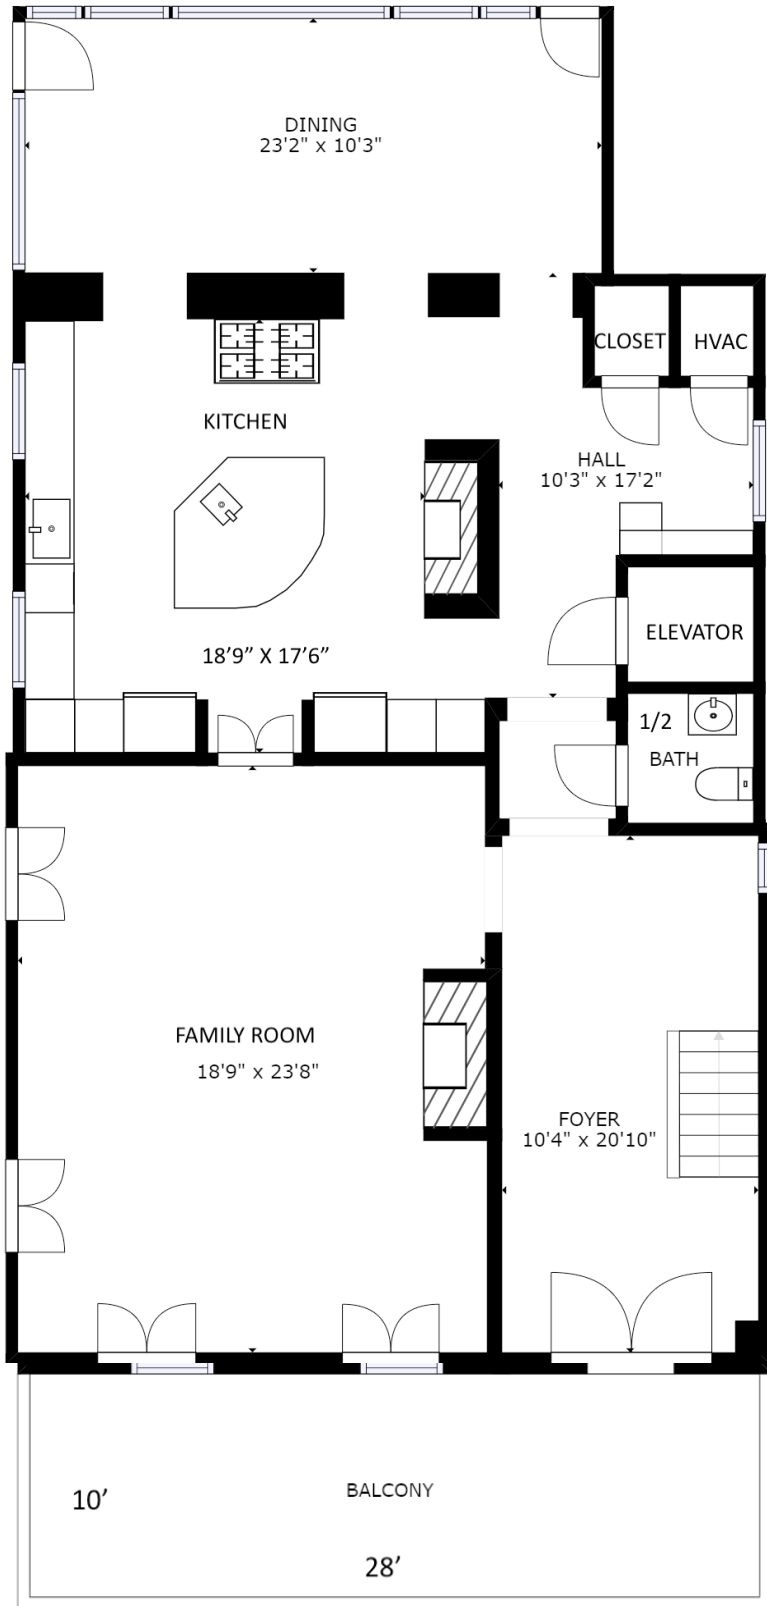 DINING
23'2" x 10'3"
CLOSET
HVAC
KITCHEN
HALL
10'3" x 17'2"
ELEVATOR
18’9” X 17’6”
1/2
BATH
FAMILY ROOM
18'9" x 23'8"
FOYER
10'4" x 20'10"
BALCONY
10’
28’